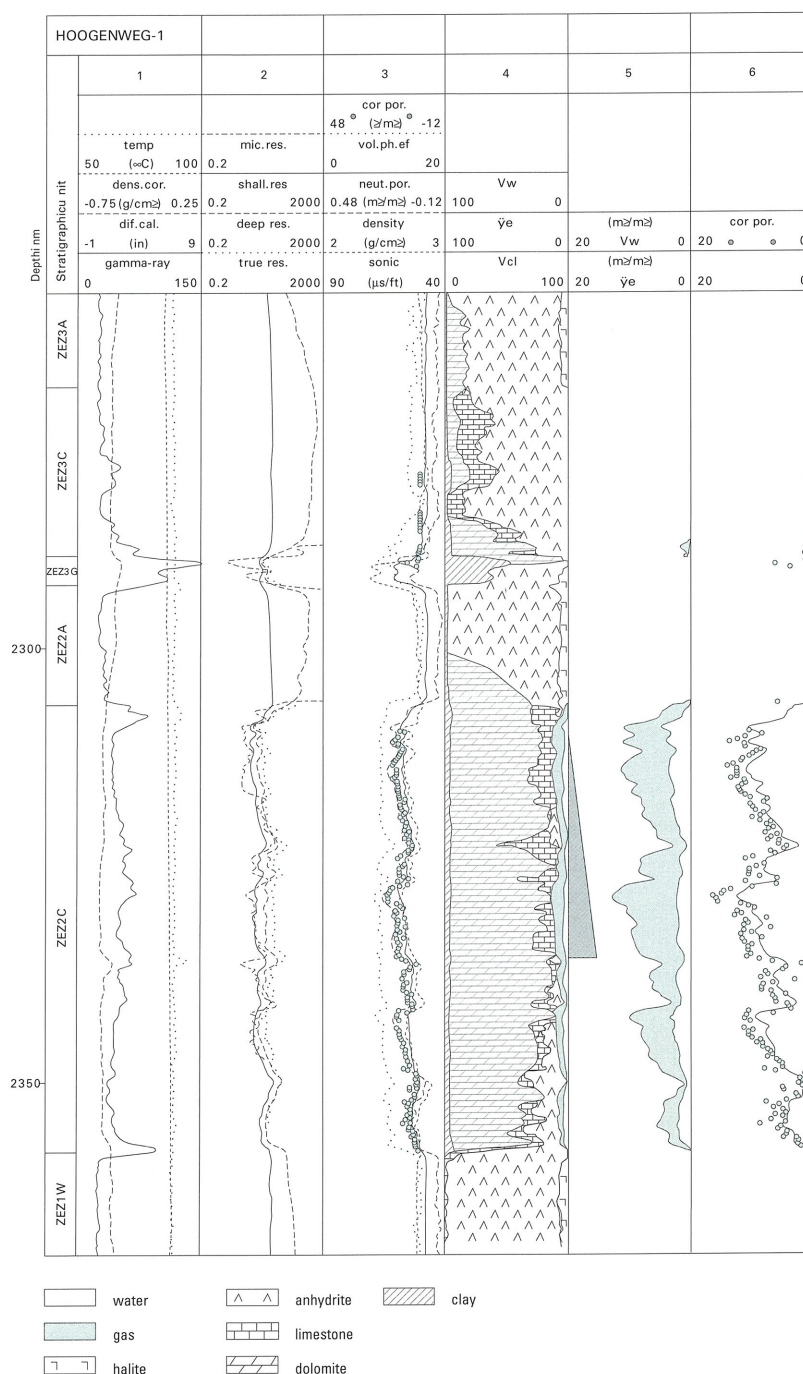 HOOGENWEG-1
1 2 3 4 5 6
cor por.
48 (≥/m≥) -12
temp mic.res. vol.ph.ef
50 (∞C) 100 0.2 0 20
dens.cor. shall.res neut.por. Vw
-0.75 (g/cm≥) 0.25 0.2 2000 0.48 (m≥/m≥) -0.12 100 0
dif.cal. deep res. density ÿe (m≥/m≥) cor por.
-1 (in) 9 0.2 2000 2 (g/cm≥) 3 100 0 20 Vw 0 20 0
gamma-ray true res. sonic Vcl (m≥/m≥)
0 150 0.2 2000 90 (µs/ft) 40 0 100 20 ÿe 0 20 0
Depthi nm
Stratigraphicu nit
ZEZ3A
ZEZ3C
ZEZ3G
ZEZ2A
2300
ZEZ2C
2350
ZEZ1W
water anhydrite clay
gas limestone
halite dolomite